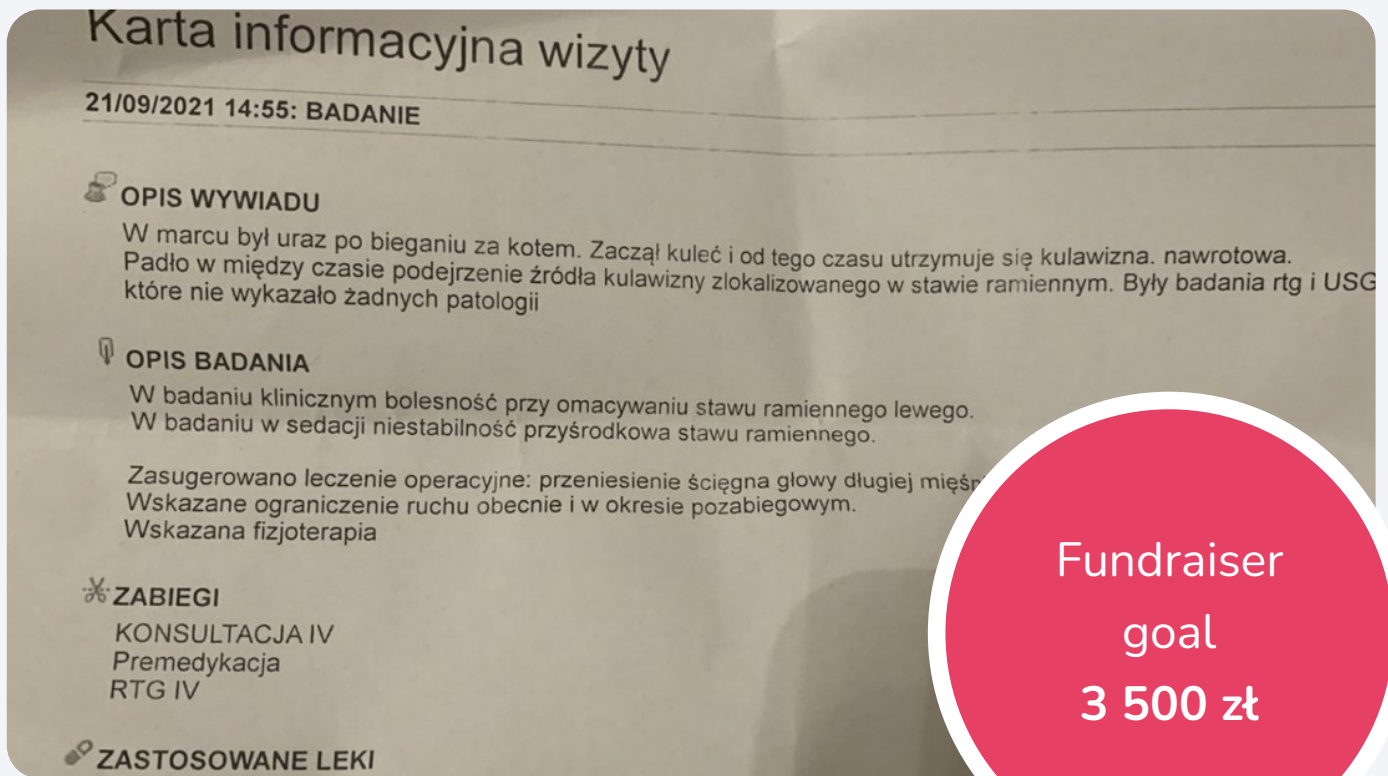 Karta informacyjna wizyty
21/09/2021 14:55: BADANIE
OPIS WYWIADU
W marcu był uraz po bieganiu za kotem. Zaczął kuleć i od tego czasu utrzymuje się kulawizna. nawrotowa.
Padło w między czasie podejrzenie źródła kulawizny zlokalizowanego w stawie ramiennym. Były badania rtg i USG
które nie wykazało żadnych patologii
OPIS BADANIA
W badaniu klinicznym bolesność przy omacywaniu stawu ramiennego lewego.
W badaniu w sedacji niestabilność przyśrodkowa stawu ramiennego.
Zasugerowano leczenie operacyjne: przeniesienie ścięgna głowy długiej
Wskazane ograniczenie ruchu obecnie i w okresie pozabiegowym.
Wskazana fizjoterapia
ZABIEGI
KONSULTACJA IV
Premedykacja
RTG IV
ZASTOSOWANE LEKI
Fundraiser
goal
3 500 zł